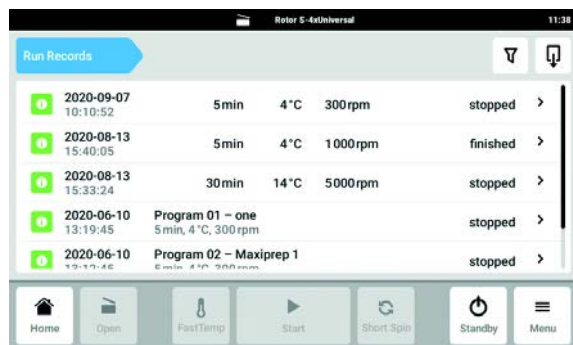 Rotor S-4xUniversal 11:38
Run Records
2020-09-07 5min 4°C 300rpm stopped
10:10:52
2020-08-13 5min 4°C 1000rpm finished
15:40:05
2020-08-13 30min 14°C 5000rpm stopped
15:33:24
2020-06-10 Program 01 – one stopped
13:19:45 5min, 4°C, 300rpm
2020-06-10 Program 02 – Maxiprep 1 stopped
Home Open FastTemp Start Short Spin Standby Menu